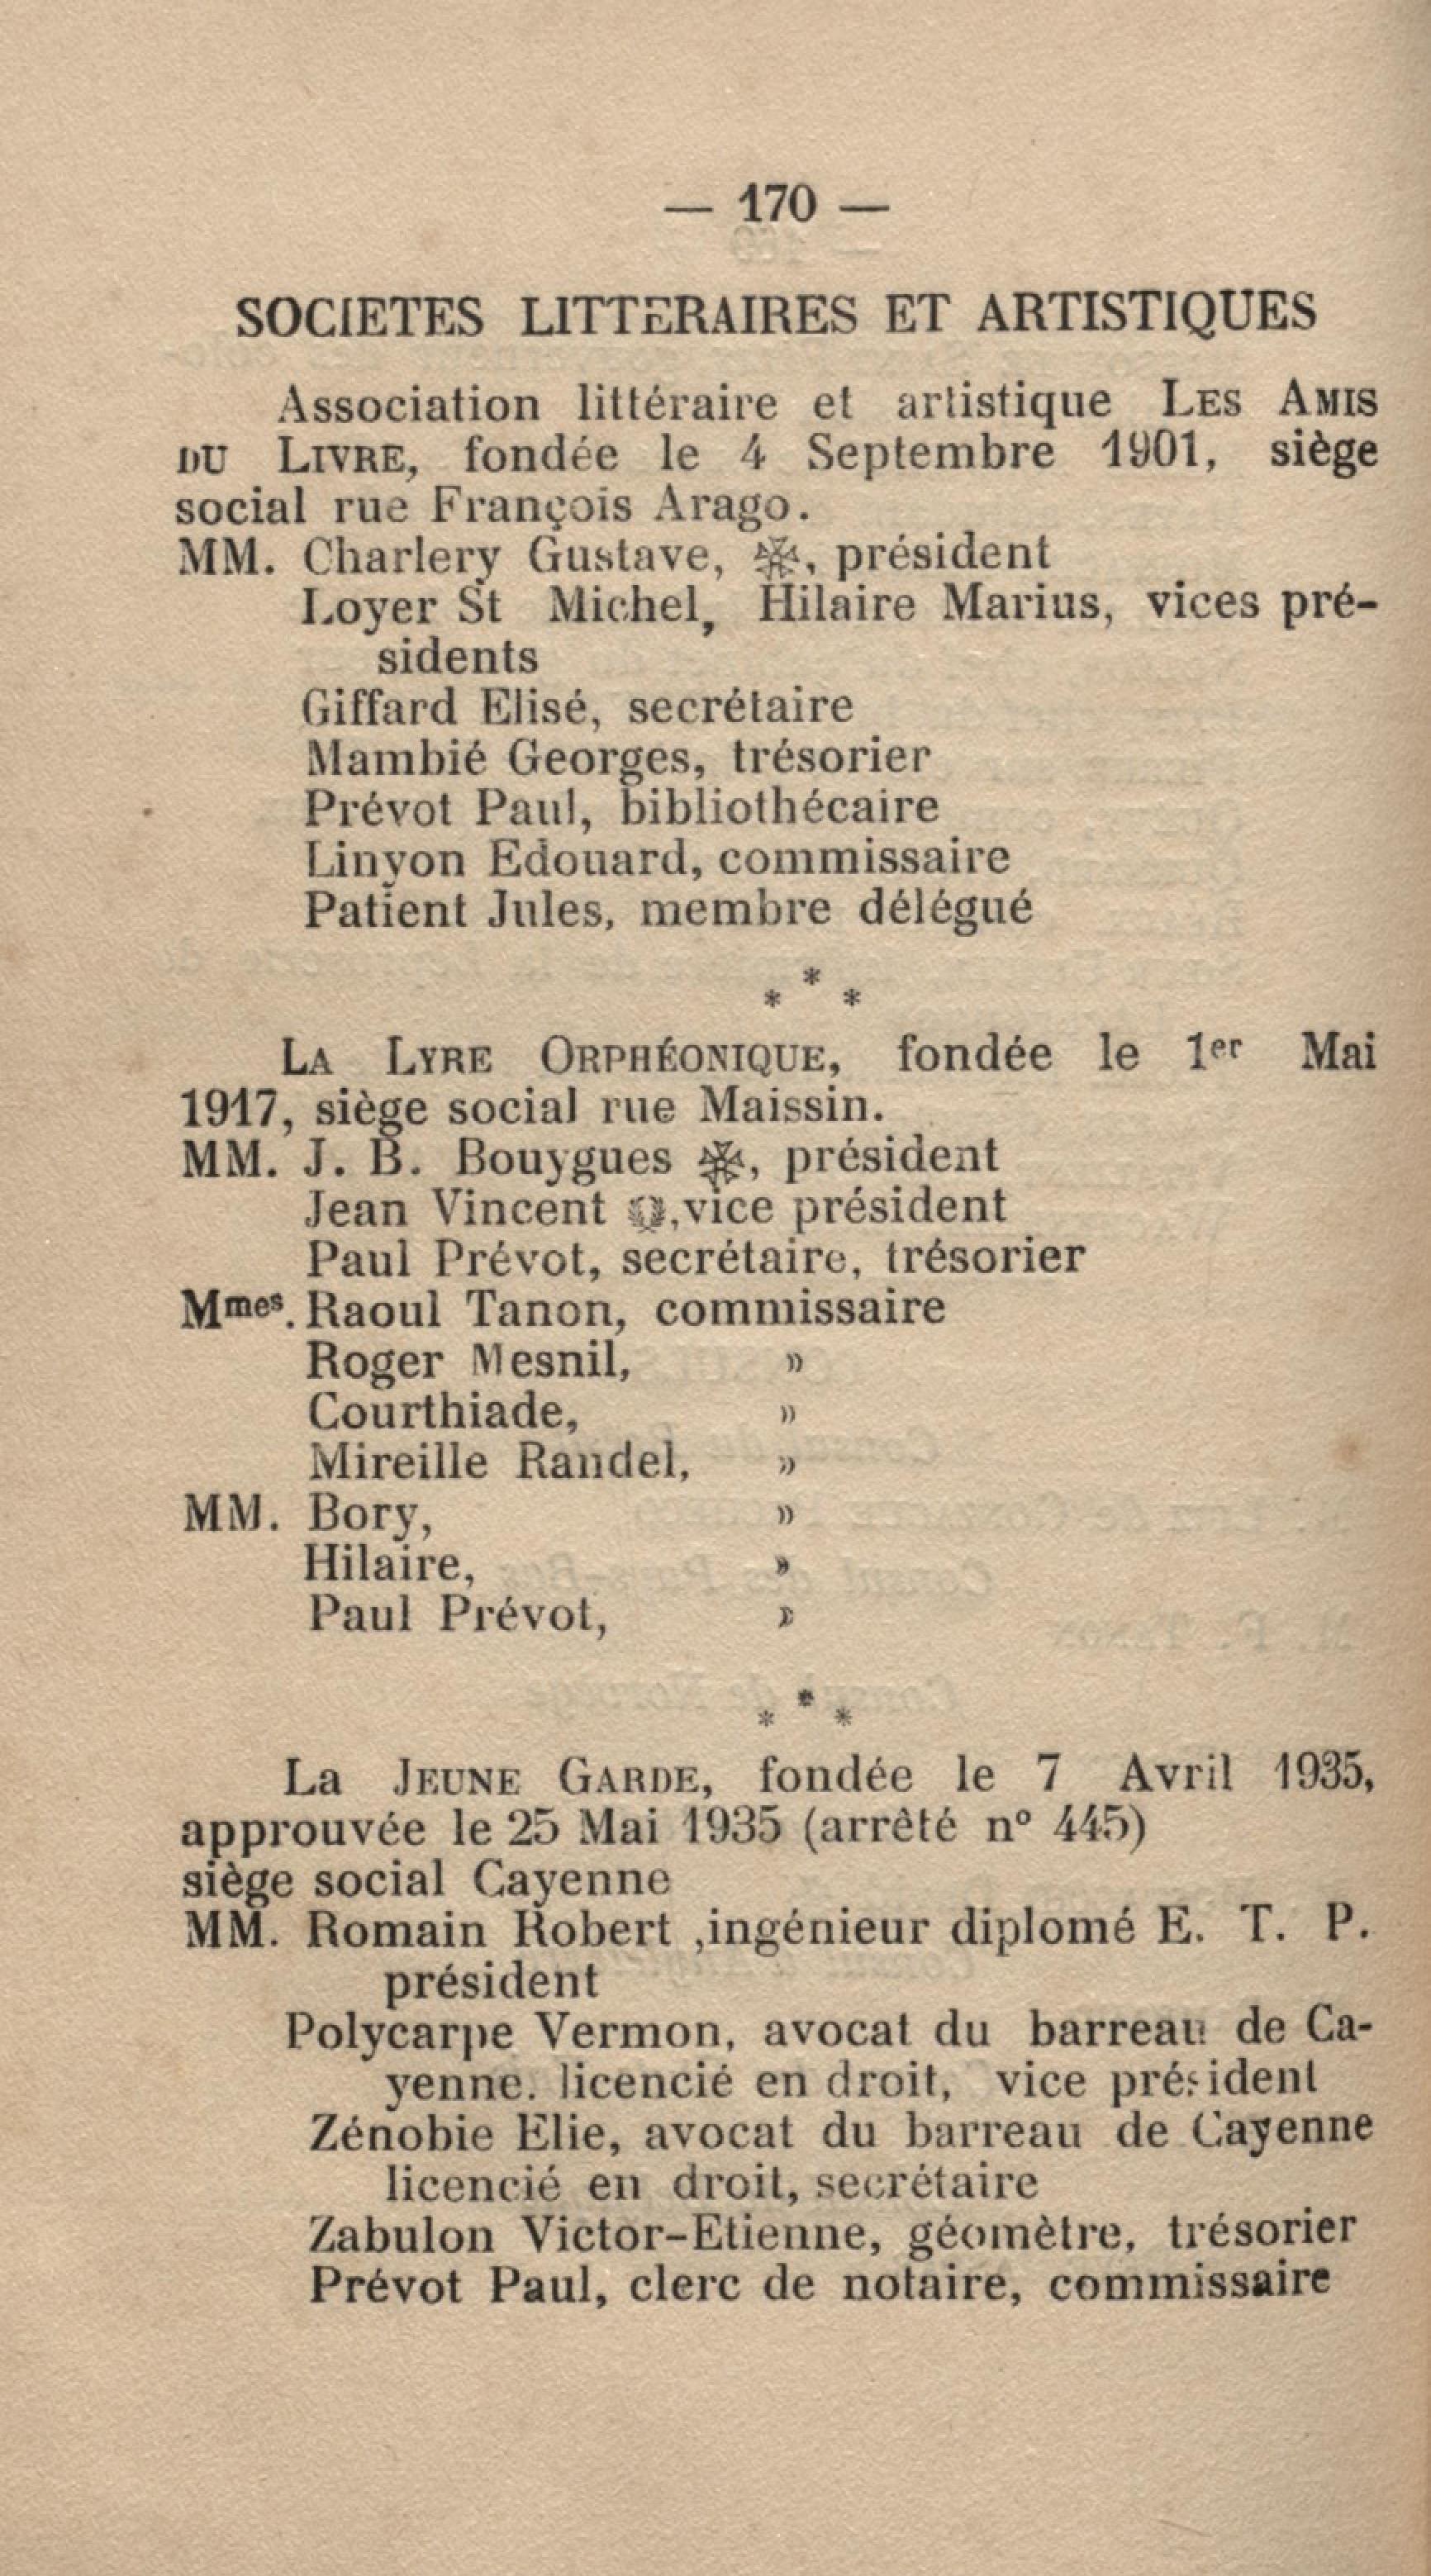 — 170 —
SOCIETES LITTERAIRES ET ARTISTIQUES
Association littéraire et artistique LES AMIS
DU LIVRE, fondée le 4 Septembre 1901, siège
social rue François Arago.
MM. Charlery Gustave, ✠, président
Loyer St Michel, Hilaire Marius, vices pré-
sidents
Giffard Elisé, secrétaire
Mambié Georges, trésorier
Prévot Paul, bibliothécaire
Linyon Edouard, commissaire
Patient Jules, membre délégué
* * *
LA LYRE ORPHÉONIQUE, fondée le 1er Mai
1917, siège social rue Maissin.
MM. J. B. Bouygues ✠, président
Jean Vincent ,vice président
Paul Prévot, secrétaire, trésorier
Mmes. Raoul Tanon, commissaire
Roger Mesnil, »
Courthiade, »
Mireille Randel, »
MM. Bory, »
Hilaire, »
Paul Prévot, »
* * *
La JEUNE GARDE, fondée le 7 Avril 1935,
approuvée le 25 Mai 1935 (arrêté nº 445)
siège social Cayenne
MM. Romain Robert ,ingénieur diplomé E. T. P.
président
Polycarpe Vermon, avocat du barreau de Ca-
yenne. licencié en droit, vice président
Zénobie Elie, avocat du barreau de Cayenne
licencié en droit, secrétaire
Zabulon Victor-Etienne, géomètre, trésorier
Prévot Paul, clerc de notaire, commissaire